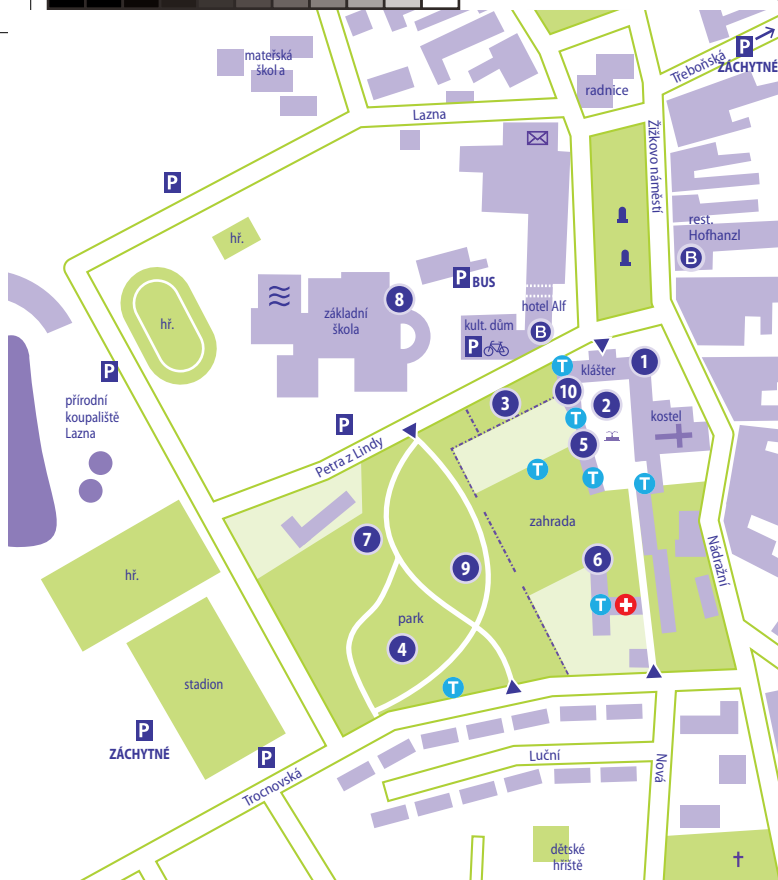 P
ZÁCHYTNÉ
Třeboňská
mateřská
škola
radnice
Lazna
Žižkovo náměstí
P
rest.
Hofhanzl
B
hř.
P BUS
základní
škola
8
hotel Alf
B
kult. dům
P
hř.
P
přírodní
koupaliště
Lazna
T
klášter
1
10
2
3
T
kostel
5
P
Petra z Lindy
T
T
T
zahrada
Nádražní
7
6
9
hř.
T
park
4
stadion
T
P
ZÁCHYTNÉ
P
Trocnovská
Luční
Nová
dětské
hřiště